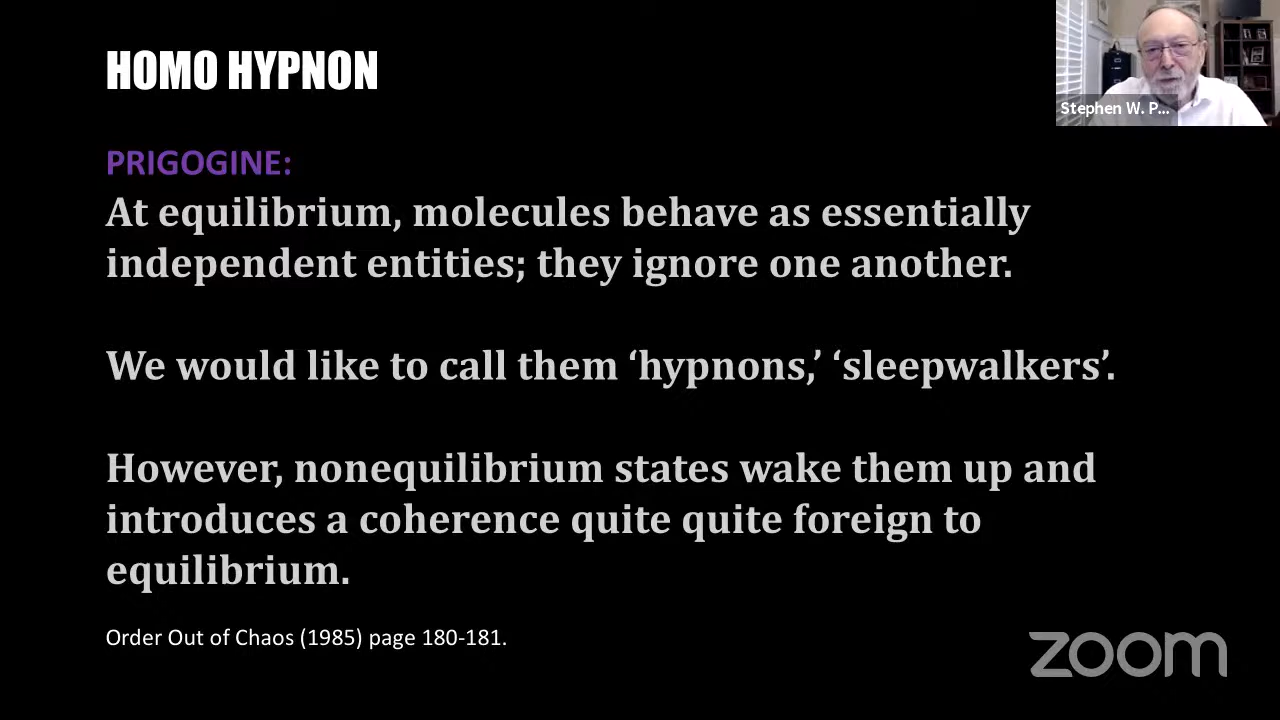 HOMO HYPNON
Stephen W. P...
PRIGOGINE:
At equilibrium, molecules behave as essentially
independent entities; they ignore one another.
We would like to call them ‘hypnons,’ ‘sleepwalkers’.
However, nonequilibrium states wake them up and
introduces a coherence quite quite foreign to
equilibrium.
Order Out of Chaos (1985) page 180-181.
zoom